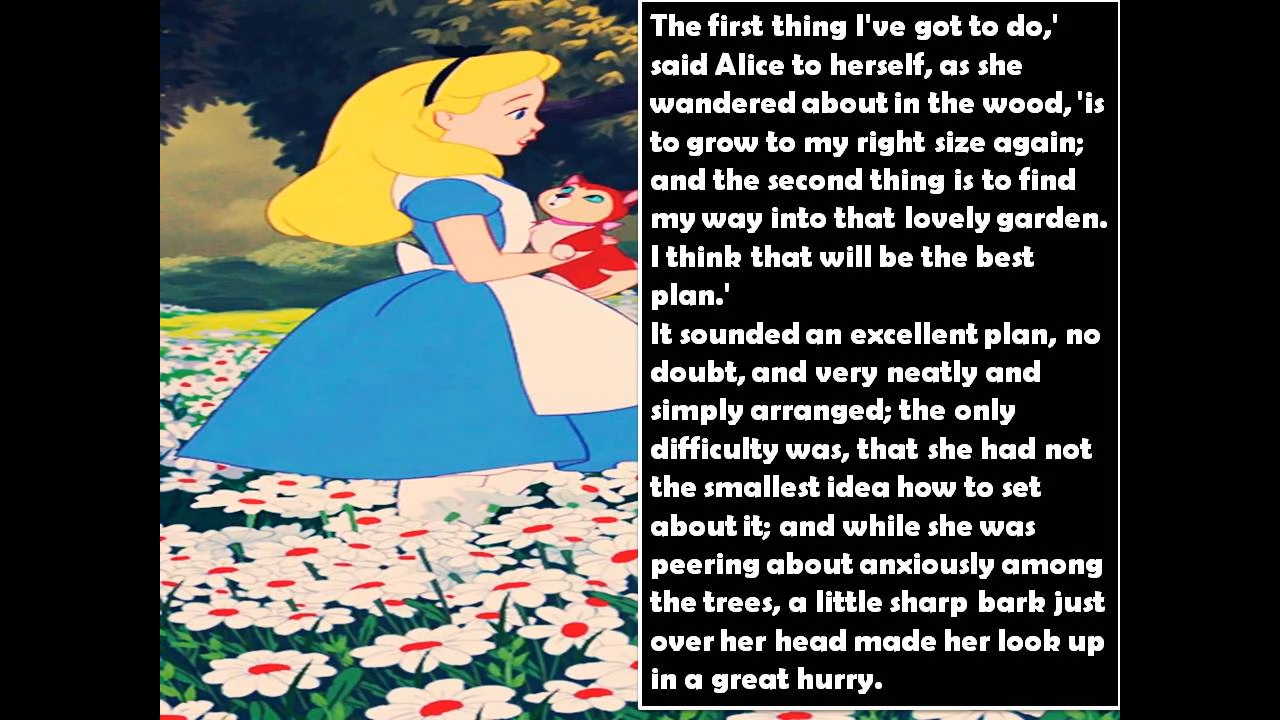 The first thing I've got to do,'
said Alice to herself, as she
wandered about in the wood, 'is
to grow to my right size again;
and the second thing is to find
my way into that lovely garden.
I think that will be the best
plan.'
It sounded an excellent plan, no
doubt, and very neatly and
simply arranged; the only
difficulty was, that she had not
the smallest idea how to set
about it; and while she was
peering about anxiously among
the trees, a little sharp bark just
over her head made her look up
in a great hurry.